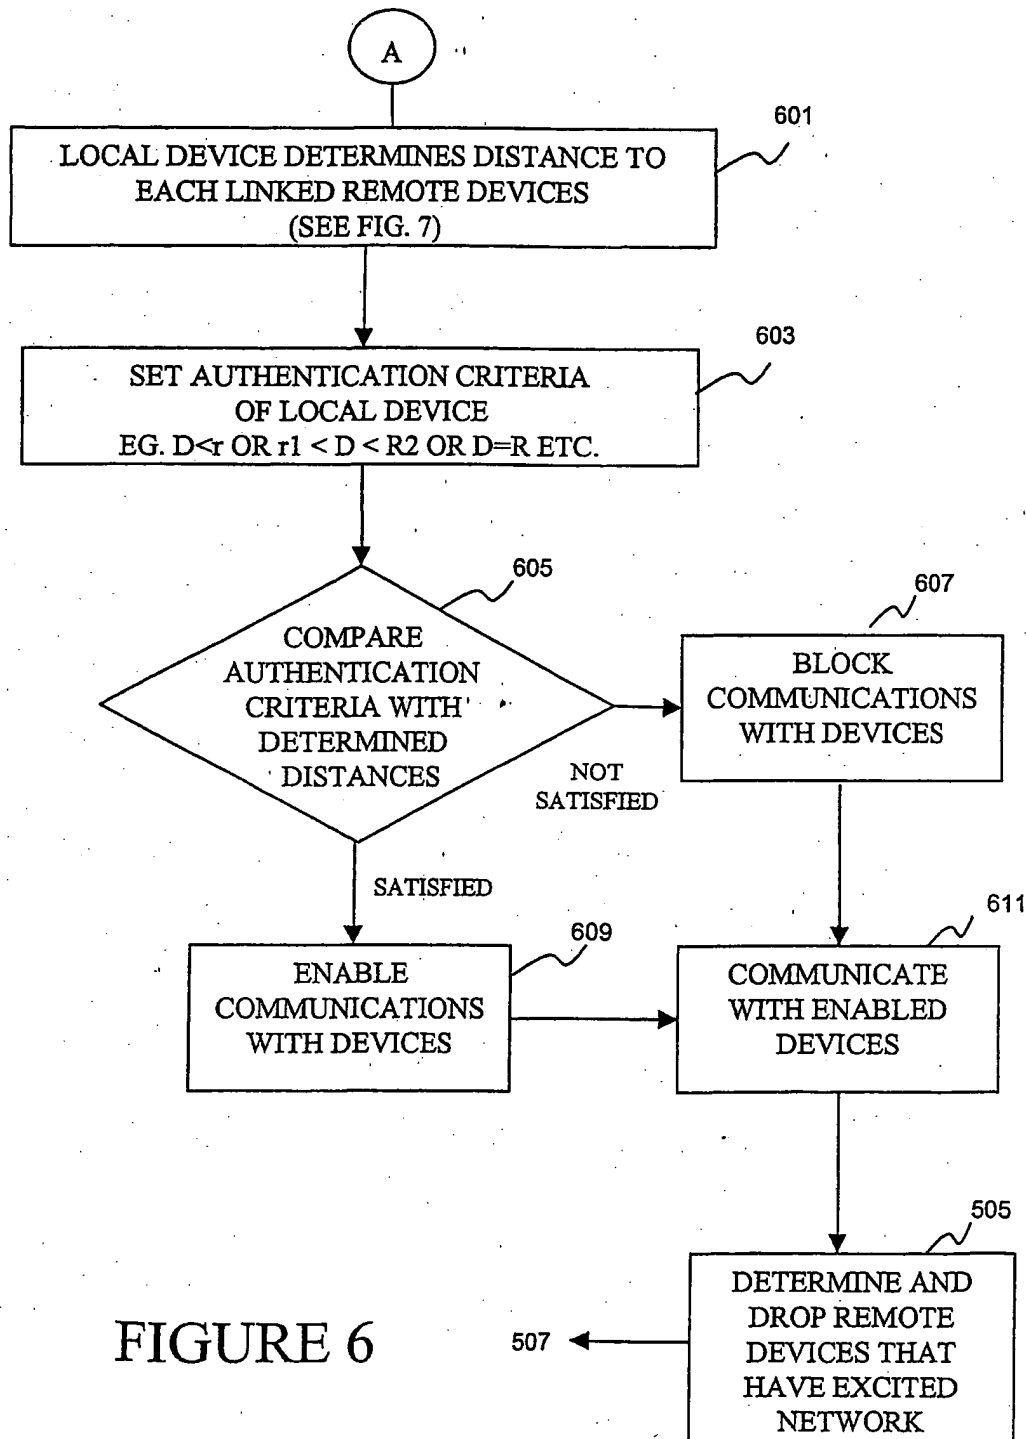 A
601
LOCAL DEVICE DETERMINES DISTANCE TO
EACH LINKED REMOTE DEVICES
(SEE FIG. 7)
603
SET AUTHENTICATION CRITERIA
OF LOCAL DEVICE
EG. D<r OR r1 < D < R2 OR D=R ETC.
605
COMPARE
AUTHENTICATION
CRITERIA WITH
DETERMINED
DISTANCES
607
BLOCK
COMMUNICATIONS
WITH DEVICES
NOT
SATISFIED
SATISFIED
609
ENABLE
COMMUNICATIONS
WITH DEVICES
611
COMMUNICATE
WITH ENABLED
DEVICES
505
DETERMINE AND
DROP REMOTE
DEVICES THAT
HAVE EXCITED
NETWORK
507
FIGURE 6